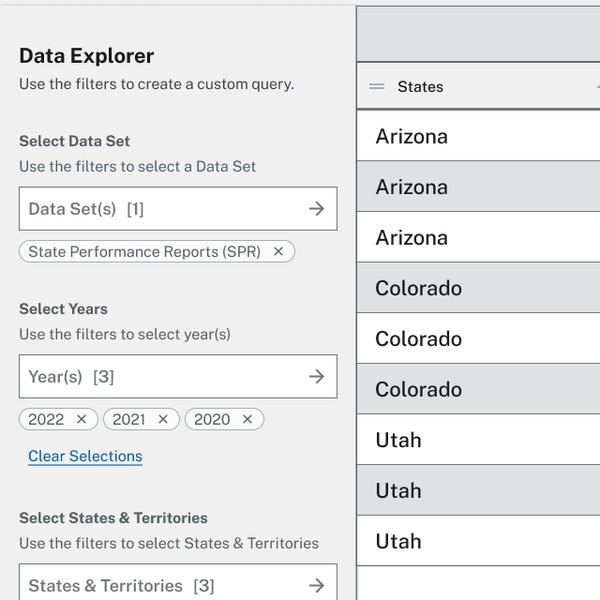 Data Explorer
Use the filters to create a custom query.
Select Data Set
Use the filters to select a Data Set
Data Set(s) [1]
State Performance Reports (SPR) ×
Select Years
Use the filters to select year(s)
Year(s) [3]
2022 × 2021 × 2020 ×
Clear Selections
Select States & Territories
Use the filters to select States & Territories
States & Territories [3]
States
Arizona
Arizona
Arizona
Colorado
Colorado
Colorado
Utah
Utah
Utah